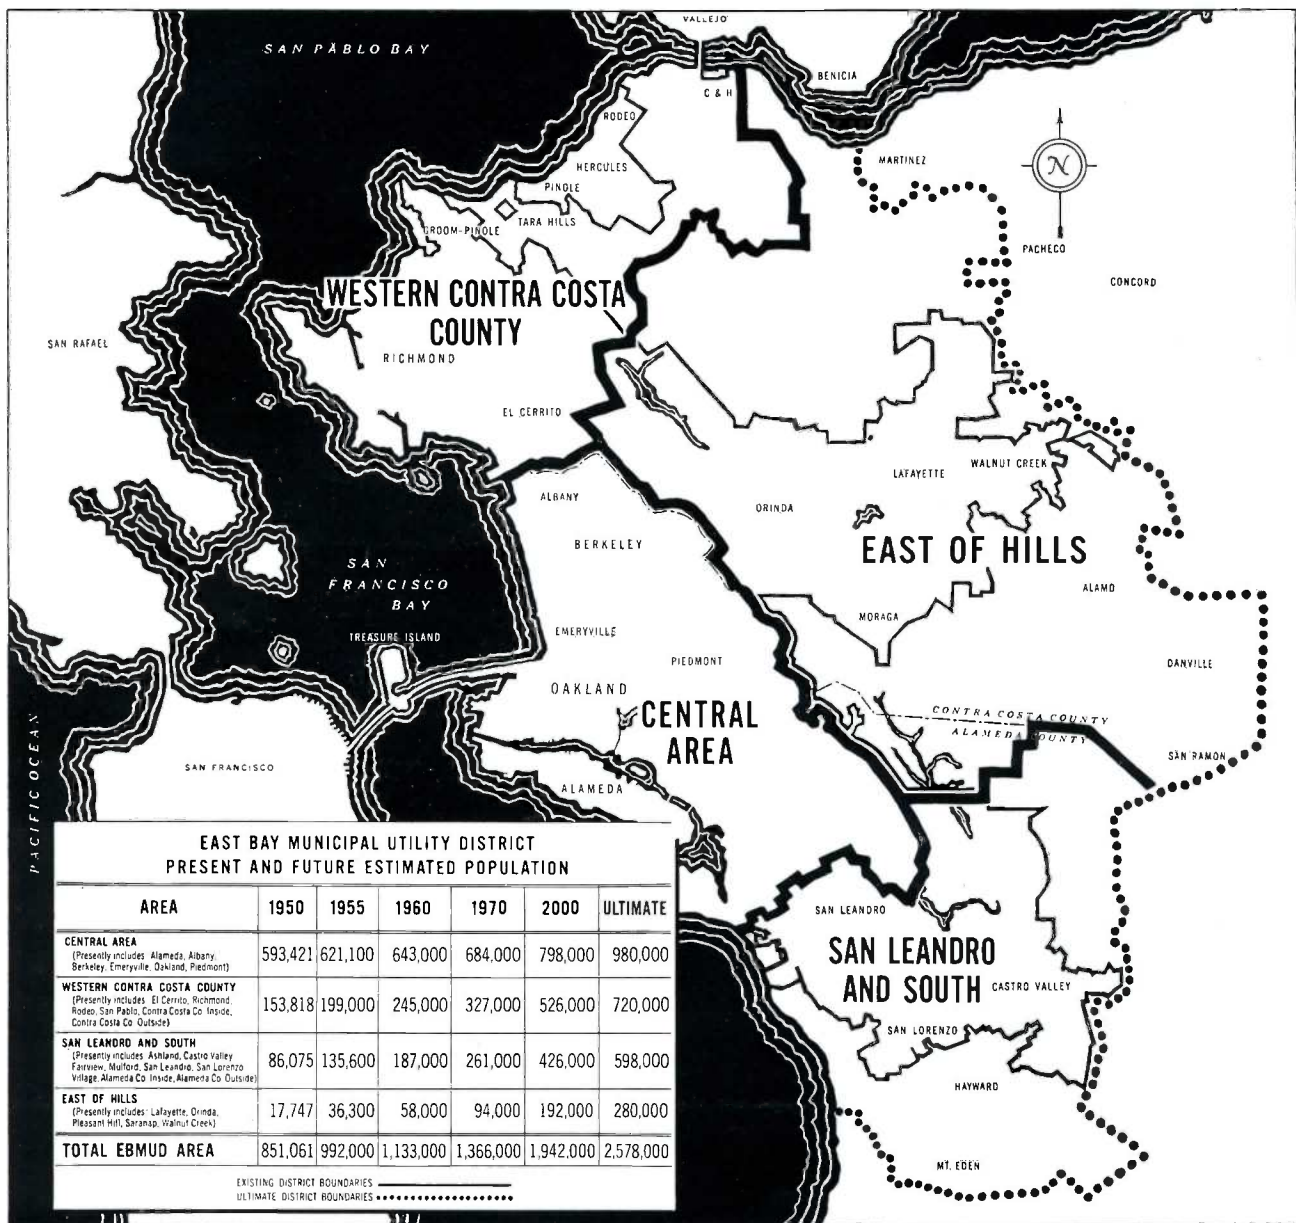 VALLEJO
SAN PABLO BAY
BENICIA
C & H
RODEO
MARTINEZ
N
HERCULES
PINOLE
TARA HILLS
GROOM-PINOLE
PACHECO
CONCORD
WESTERN CONTRA COSTA
COUNTY
SAN RAFAEL
RICHMOND
EL CERRITO
LAFAYETTE
WALNUT CREEK
ALBANY
ORINDA
BERKELEY
EAST OF HILLS
SAN
FRANCISCO
BAY
ALAMO
MORAGA
TREASURE ISLAND
EMERYVILLE
PIEDMONT
DANVILLE
OAKLAND
CENTRAL
AREA
CONTRA COSTA COUNTY
ALAMEDA COUNTY
SAN RAMON
PACIFIC OCEAN
SAN FRANCISCO
ALAMEDA
SAN LEANDRO
SAN LEANDRO
AND SOUTH
CASTRO VALLEY
SAN LORENZO
HAYWARD
MT. EDEN
EAST BAY MUNICIPAL UTILITY DISTRICT
PRESENT AND FUTURE ESTIMATED POPULATION
AREA 1950 1955 1960 1970 2000 ULTIMATE
CENTRAL AREA
(Presently includes Alameda, Albany,
Berkeley, Emeryville, Oakland, Piedmont)
593,421 621,100 643,000 684,000 798,000 980,000
WESTERN CONTRA COSTA COUNTY
(Presently includes El Cerrito, Richmond,
Rodeo, San Pablo, Contra Costa Co Inside,
Contra Costa Co Outside)
153,818 199,000 245,000 327,000 526,000 720,000
SAN LEANDRO AND SOUTH
(Presently includes Ashland, Castro Valley
Fairview, Mulford, San Leandro, San Lorenzo
Village, Alameda Co Inside, Alameda Co Outside)
86,075 135,600 187,000 261,000 426,000 598,000
EAST OF HILLS
(Presently includes: Lafayette, Orinda,
Pleasant Hill, Saranap, Walnut Creek)
17,747 36,300 58,000 94,000 192,000 280,000
TOTAL EBMUD AREA 851,061 992,000 1,133,000 1,366,000 1,942,000 2,578,000
EXISTING DISTRICT BOUNDARIES
ULTIMATE DISTRICT BOUNDARIES